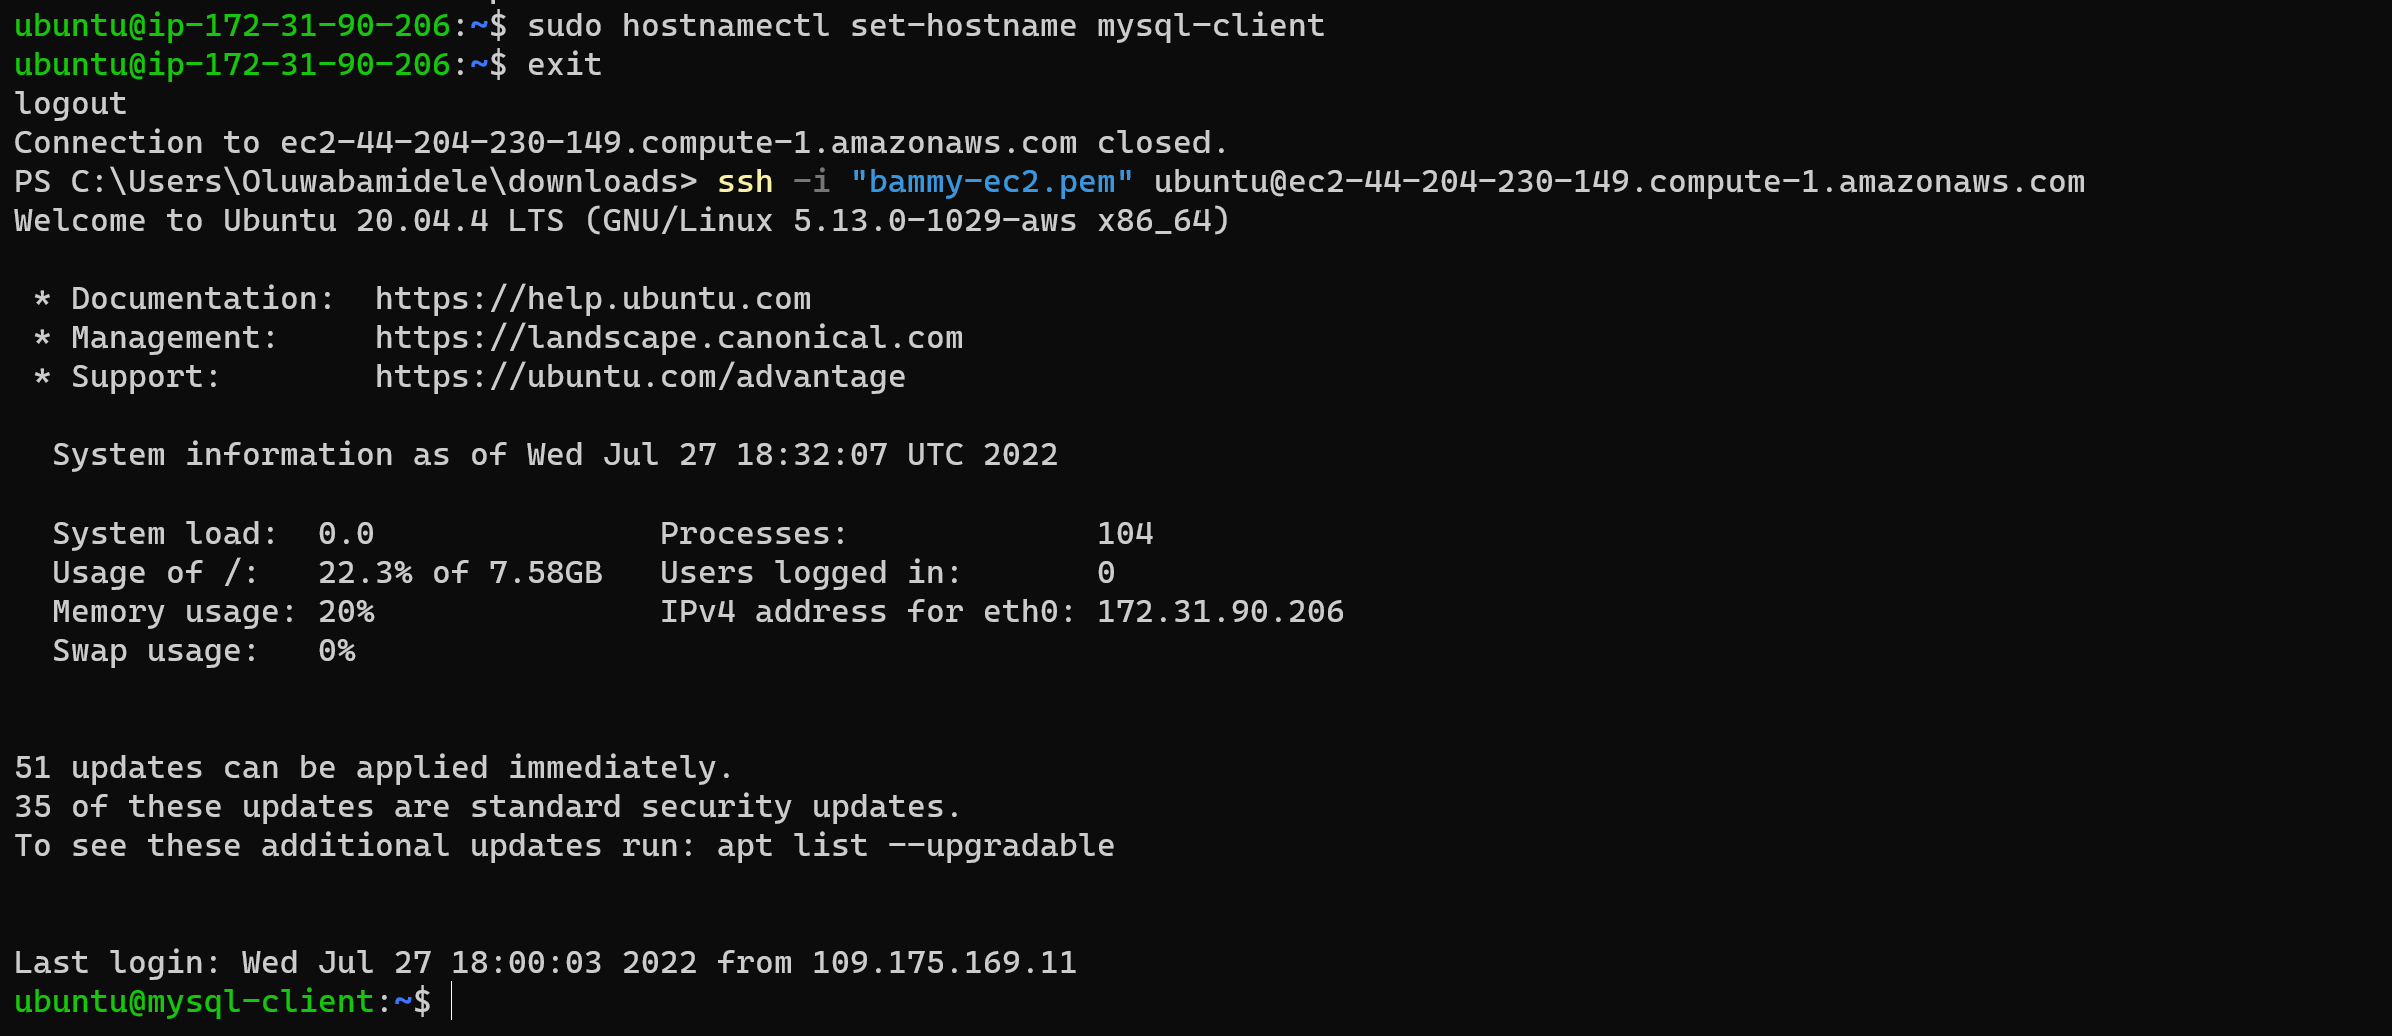 ubuntu@ip-172-31-90-206:~$ sudo hostnamectl set-hostname mysql-client
ubuntu@ip-172-31-90-206:~$ exit
logout
Connection to ec2-44-204-230-149.compute-1.amazonaws.com closed.
PS C:\Users\Oluwabamidele\downloads> ssh -i "bammy-ec2.pem" ubuntu@ec2-44-204-230-149.compute-1.amazonaws.com
Welcome to Ubuntu 20.04.4 LTS (GNU/Linux 5.13.0-1029-aws x86_64)

 * Documentation:  https://help.ubuntu.com
 * Management:     https://landscape.canonical.com
 * Support:        https://ubuntu.com/advantage

  System information as of Wed Jul 27 18:32:07 UTC 2022

  System load:  0.0               Processes:             104
  Usage of /:   22.3% of 7.58GB   Users logged in:       0
  Memory usage: 20%               IPv4 address for eth0: 172.31.90.206
  Swap usage:   0%

51 updates can be applied immediately.
35 of these updates are standard security updates.
To see these additional updates run: apt list --upgradable

Last login: Wed Jul 27 18:00:03 2022 from 109.175.169.11
ubuntu@mysql-client:~$